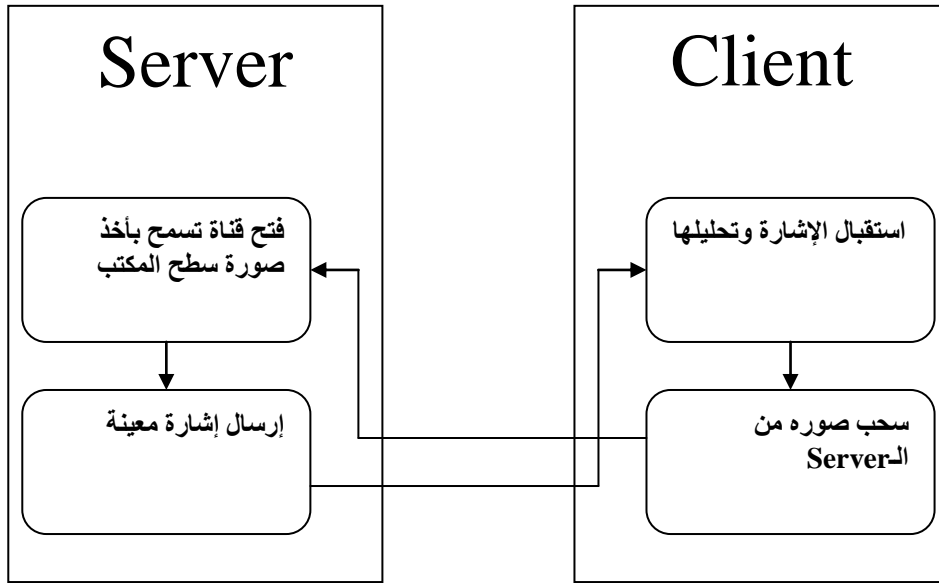 Server
Client
فتح قناة تسمح بأخذ
صورة سطح المكتب
استقبال الإشارة وتحليلها
إرسال إشارة معينة
سحب صوره من
الـServer